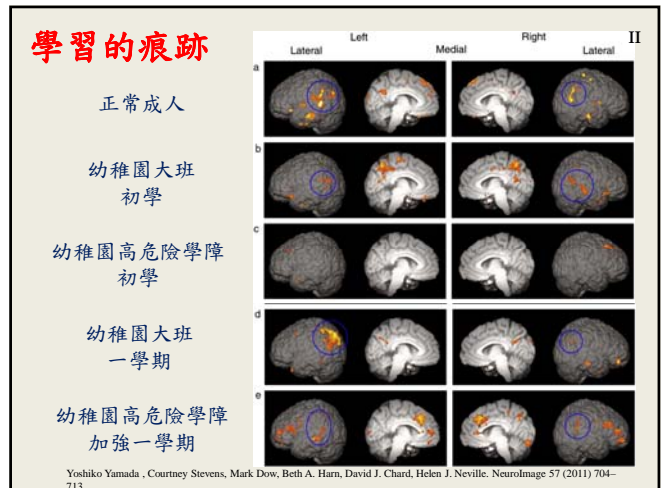 學習的痕跡
II
Left
Right
Lateral
Medial
Lateral
a
正常成人
b
幼稚園大班
初學
c
幼稚園高危險學障
初學
d
幼稚園大班
一學期
e
幼稚園高危險學障
加強一學期
Yoshiko Yamada , Courtney Stevens, Mark Dow, Beth A. Harn, David J. Chard, Helen J. Neville. NeuroImage 57 (2011) 704–
713